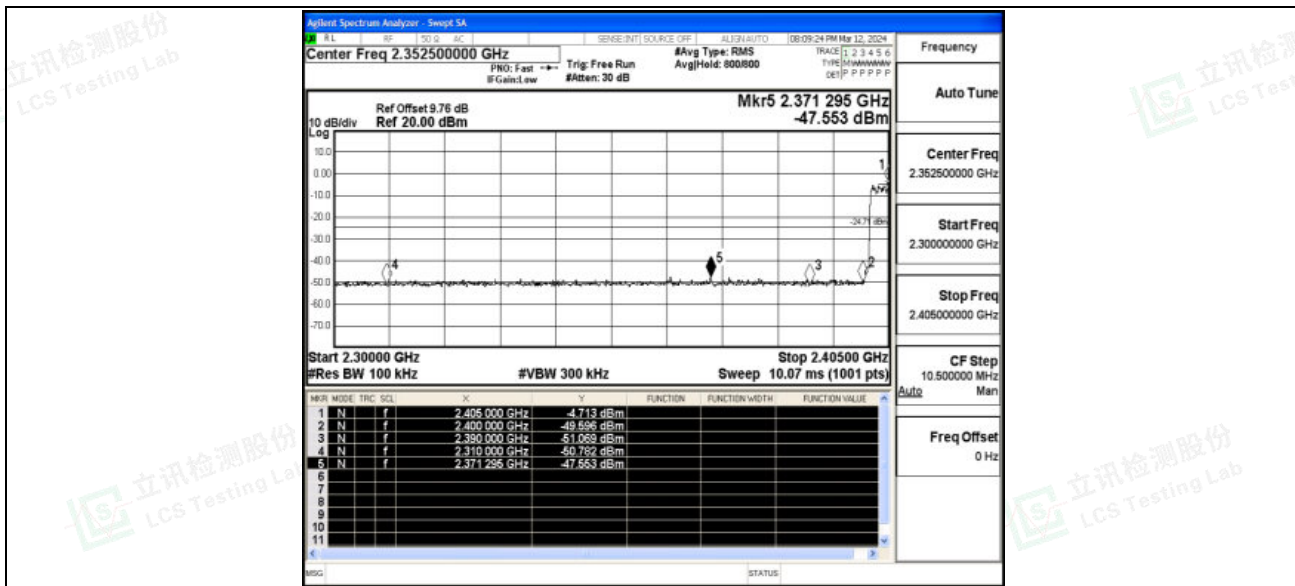 Agilent Spectrum Analyzer - Swept SA
RL RF 50 Ω AC SENSE:INT SOURCE OFF ALIGNAUTO 08:09:24 PM Mar 12, 2024
Center Freq 2.352500000 GHz
PNO: Fast
IFGain:Low
Trig: Free Run
#Atten: 30 dB
#Avg Type: RMS
Avg|Hold: 800/800
TRACE 1 2 3 4 5 6
TYPE MWWWWW
DET P P P P P P
Ref Offset 9.76 dB
10 dB/div Ref 20.00 dBm
Log
Mkr5 2.371 295 GHz
-47.553 dBm
10.0
0.00
-10.0
-20.0
-30.0
-40.0
-50.0
-60.0
-70.0
1
-24.71 dBm
4
5
3
2
Start 2.30000 GHz Stop 2.40500 GHz
#Res BW 100 kHz #VBW 300 kHz Sweep 10.07 ms (1001 pts)
MKR MODE TRC SCL X Y FUNCTION FUNCTION WIDTH FUNCTION VALUE
1 N f 2.405 000 GHz -4.713 dBm
2 N f 2.400 000 GHz -49.596 dBm
3 N f 2.390 000 GHz -51.069 dBm
4 N f 2.310 000 GHz -50.782 dBm
5 N f 2.371 295 GHz -47.553 dBm
6
7
8
9
10
11
MSG STATUS
Frequency
Auto Tune
Center Freq
2.352500000 GHz
Start Freq
2.300000000 GHz
Stop Freq
2.405000000 GHz
CF Step
10.500000 MHz
Auto Man
Freq Offset
0 Hz
立讯检测股份
LCS Testing Lab
立讯检测
LCS Test
立讯检测股份
LCS Testing La
立讯检测股份
LCS Testing Lab